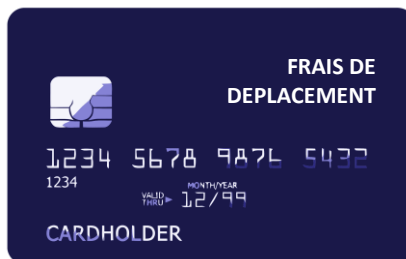 FRAIS DE
DEPLACEMENT
1234 5678 9876 5432
1234
MONTH/YEAR
VALID
THRU 12/99
CARDHOLDER